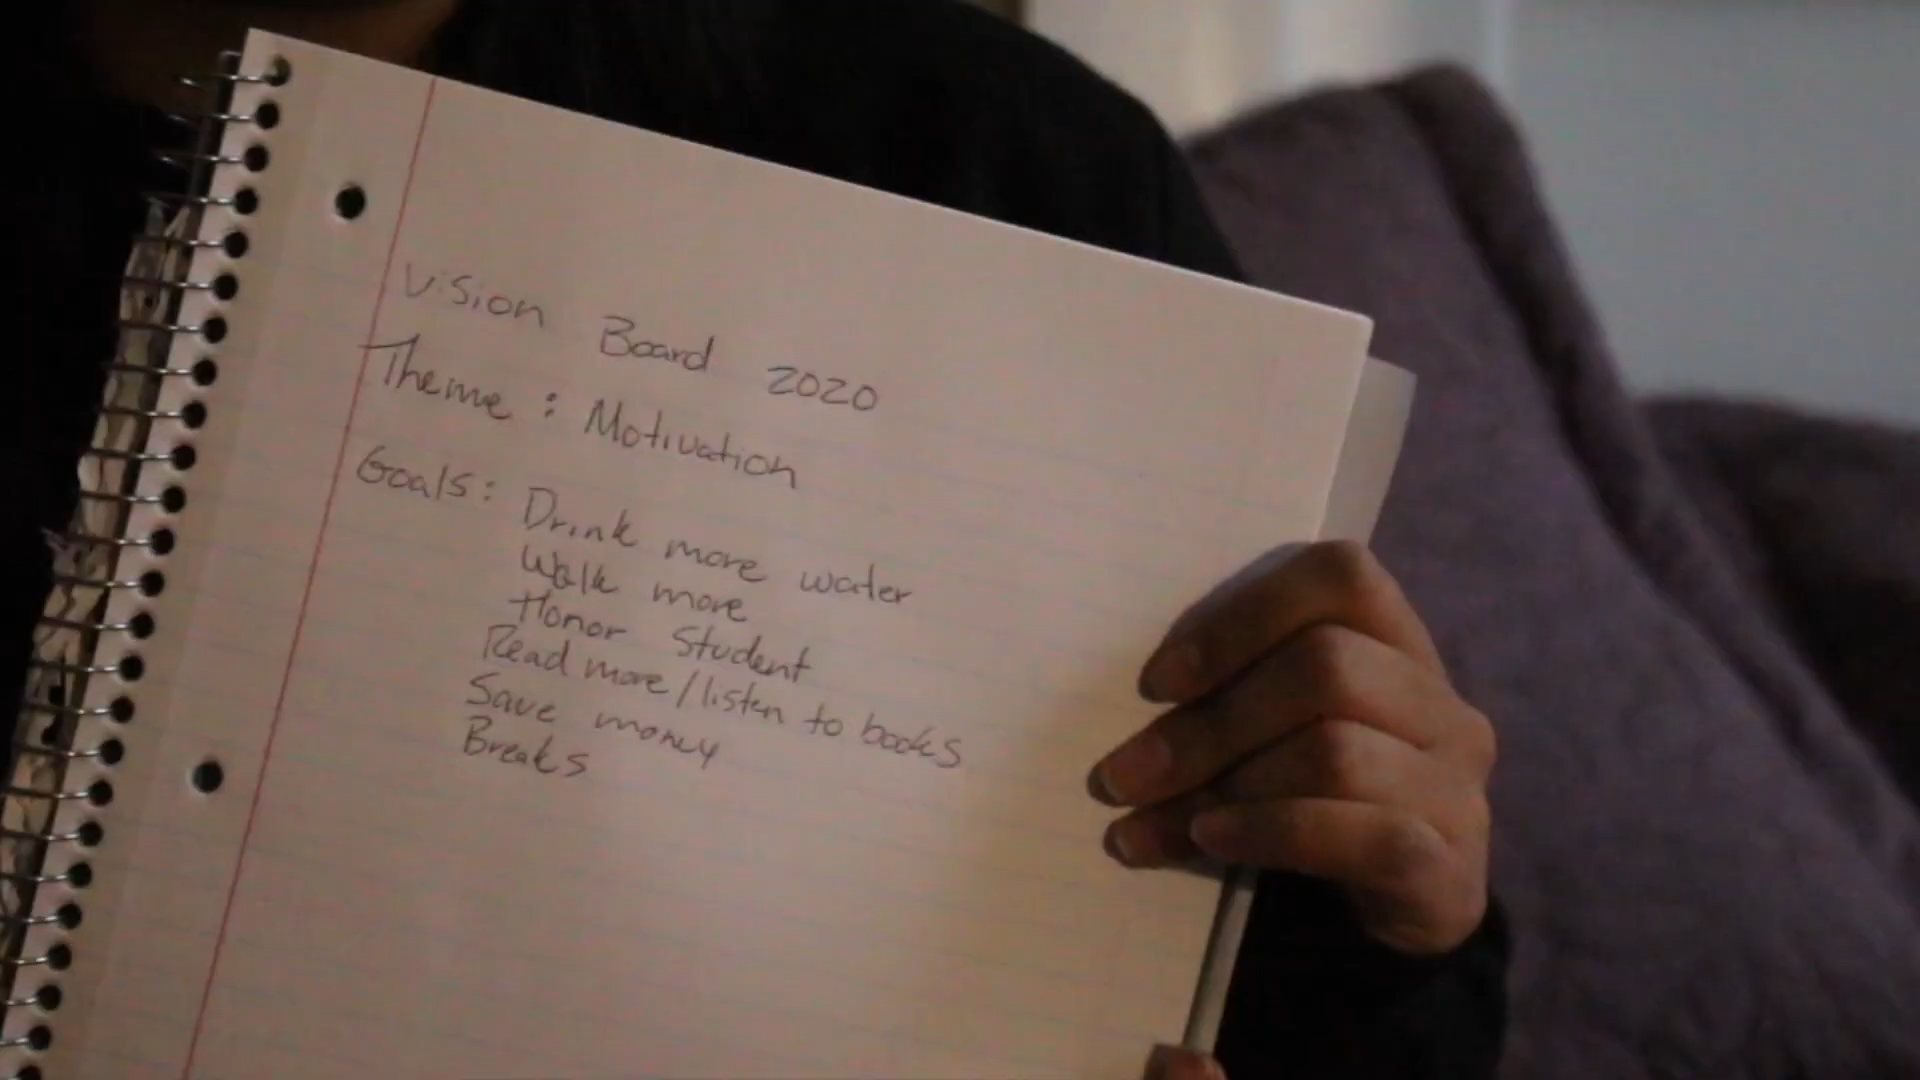 Vision Board 2020
Theme : Motivation
Goals: Drink more water
Walk more
Honor Student
Read more / listen to books
Save money
Breaks